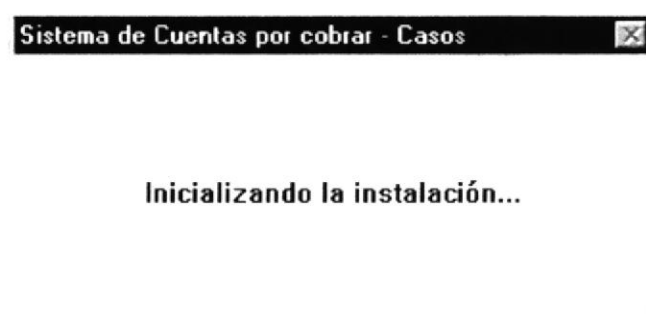 Sistema de Cuentas por cobrar - Casos
Inicializando la instalación...